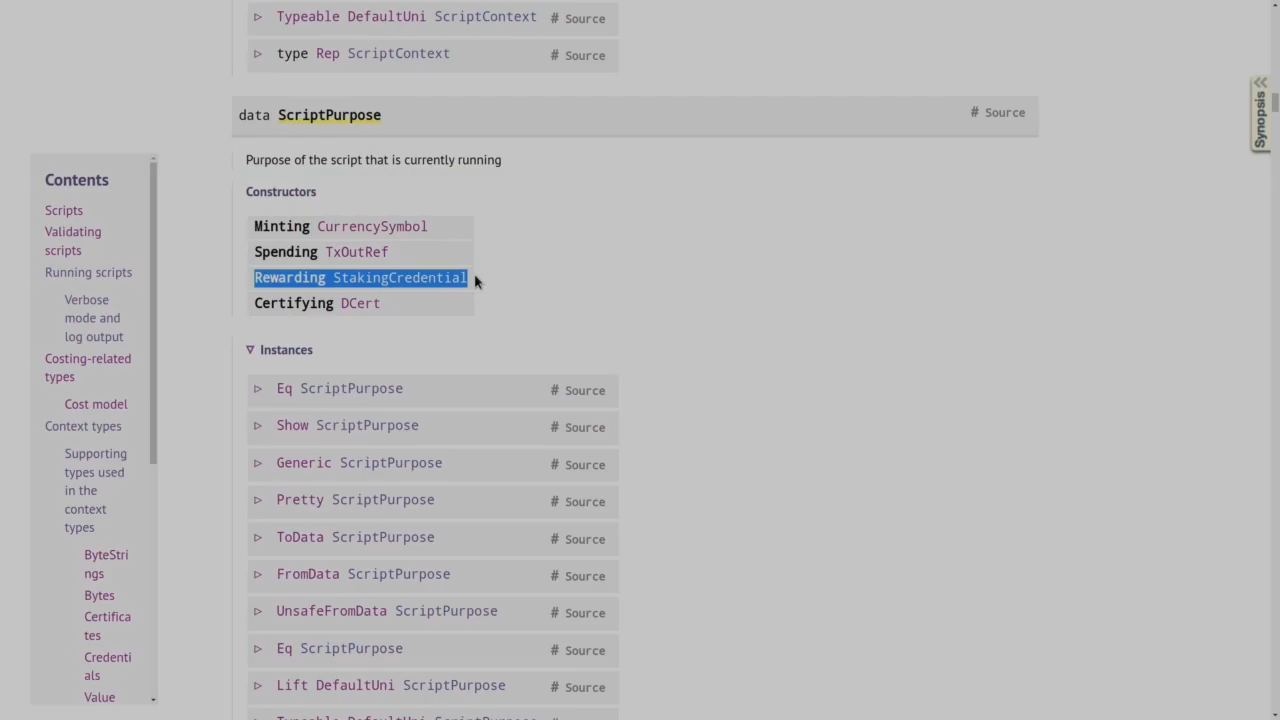 ▹ Typeable DefaultUni ScriptContext # Source
▹ type Rep ScriptContext # Source
data ScriptPurpose # Source
Purpose of the script that is currently running
Constructors
Minting CurrencySymbol
Spending TxOutRef
Rewarding StakingCredential
Certifying DCert
▿ Instances
▹ Eq ScriptPurpose # Source
▹ Show ScriptPurpose # Source
▹ Generic ScriptPurpose # Source
▹ Pretty ScriptPurpose # Source
▹ ToData ScriptPurpose # Source
▹ FromData ScriptPurpose # Source
▹ UnsafeFromData ScriptPurpose # Source
▹ Eq ScriptPurpose # Source
▹ Lift DefaultUni ScriptPurpose # Source
Typeable DefaultUni ScriptPurpose
Contents
Scripts
Validating
scripts
Running scripts
Verbose
mode and
log output
Costing-related
types
Cost model
Context types
Supporting
types used
in the
context
types
ByteStri
ngs
Bytes
Certifica
tes
Credenti
als
Value
Synopsis